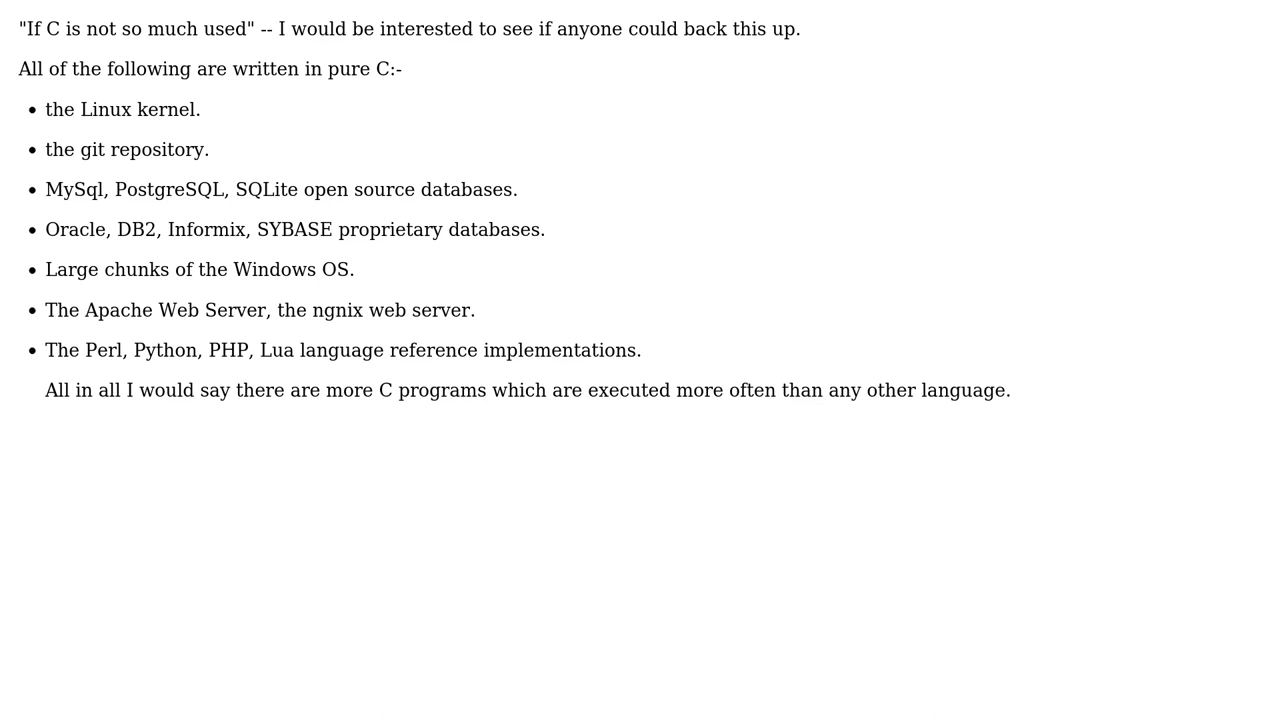 "If C is not so much used" -- I would be interested to see if anyone could back this up.
All of the following are written in pure C:-
• the Linux kernel.
• the git repository.
• MySql, PostgreSQL, SQLite open source databases.
• Oracle, DB2, Informix, SYBASE proprietary databases.
• Large chunks of the Windows OS.
• The Apache Web Server, the ngnix web server.
• The Perl, Python, PHP, Lua language reference implementations.
All in all I would say there are more C programs which are executed more often than any other language.